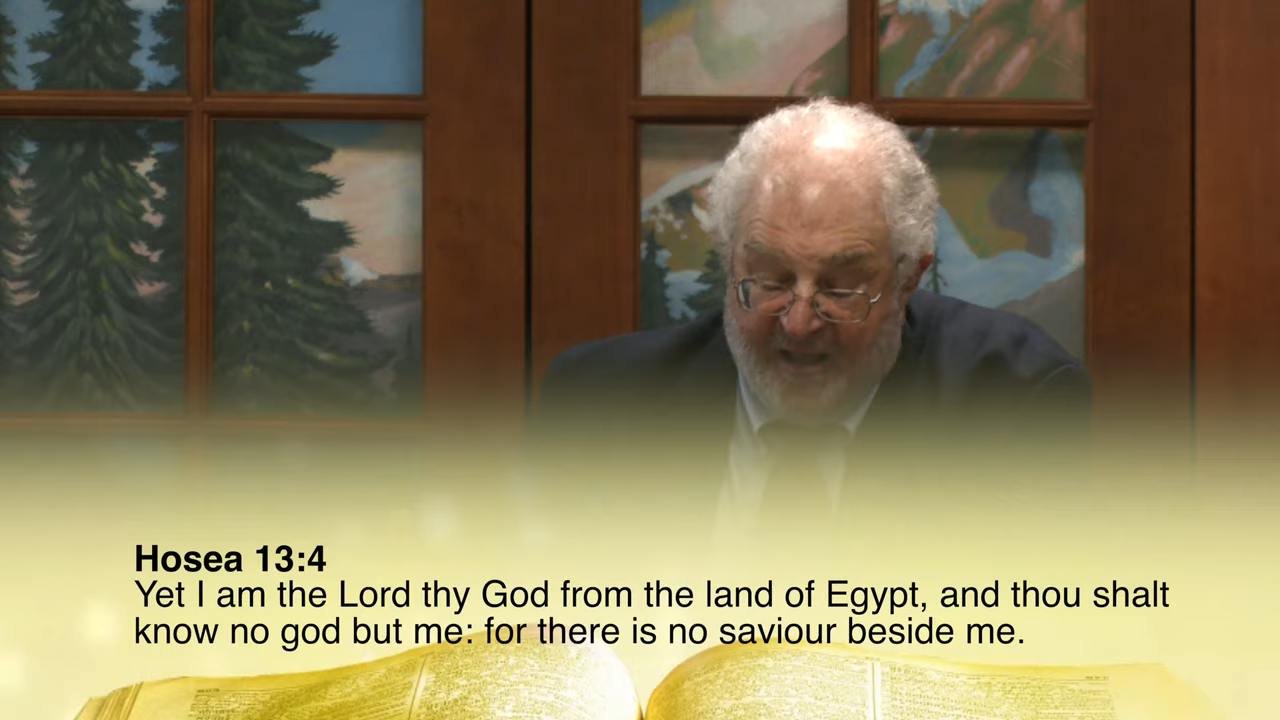 Hosea 13:4
Yet I am the Lord thy God from the land of Egypt, and thou shalt
know no god but me: for there is no saviour beside me.